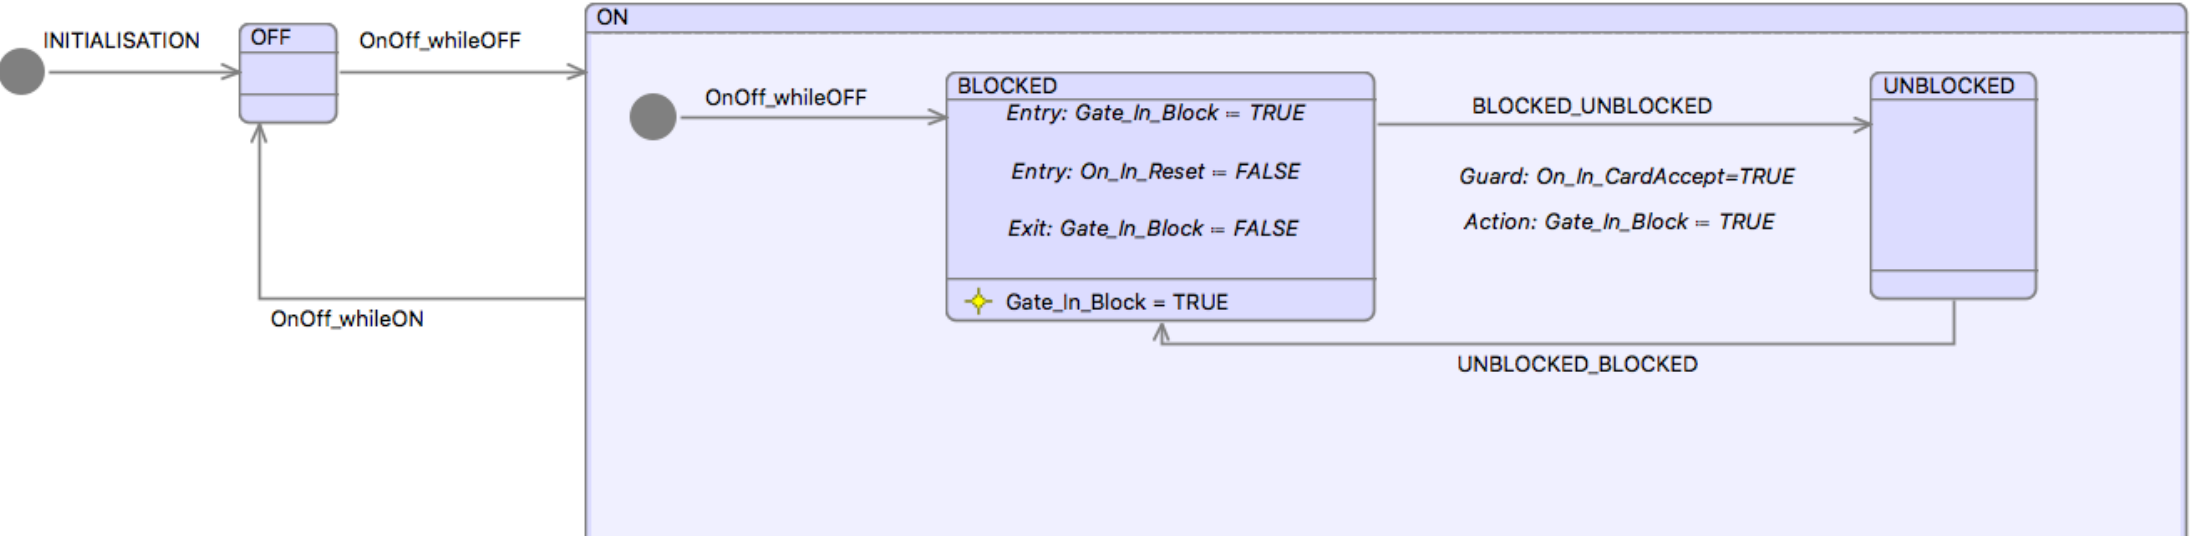 ON
INITIALISATION
OFF
OnOff_whileOFF
OnOff_whileOFF
BLOCKED
Entry: Gate_In_Block ≔ TRUE
Entry: On_In_Reset ≔ FALSE
Exit: Gate_In_Block ≔ FALSE
Gate_In_Block = TRUE
BLOCKED_UNBLOCKED
Guard: On_In_CardAccept=TRUE
Action: Gate_In_Block ≔ TRUE
UNBLOCKED
OnOff_whileON
UNBLOCKED_BLOCKED